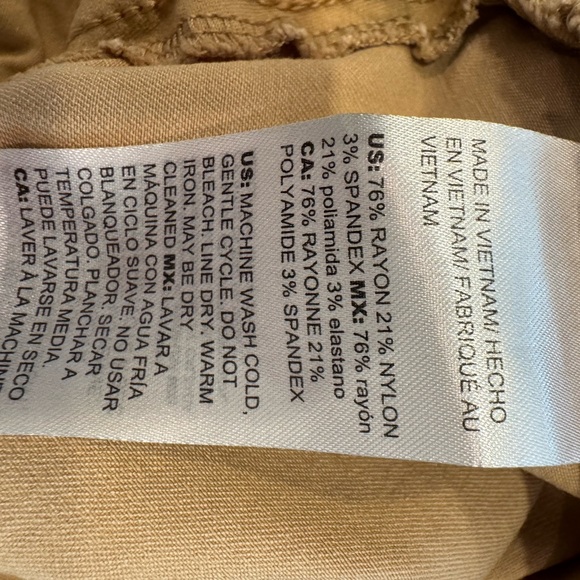 MADE IN VIETNAM/ HECHO
EN VIETNAM/ FABRIQUÉ AU
VIETNAM
US: 76% RAYON 21% NYLON
3% SPANDEX MX: 76% rayón
21% poliamida 3% elastano
CA: 76% RAYONNE 21%
POLYAMIDE 3% SPANDEX
US: MACHINE WASH COLD,
GENTLE CYCLE. DO NOT
BLEACH. LINE DRY. WARM
IRON. MAY BE DRY
CLEANED MX: LAVAR A
MÁQUINA CON AGUA FRÍA
EN CICLO SUAVE. NO USAR
BLANQUEADOR, SECAR
COLGADO, PLANCHAR A
TEMPERATURA MEDIA.
PUEDE LAVARSE EN SECO
CA: LAVER À LA MACHINE